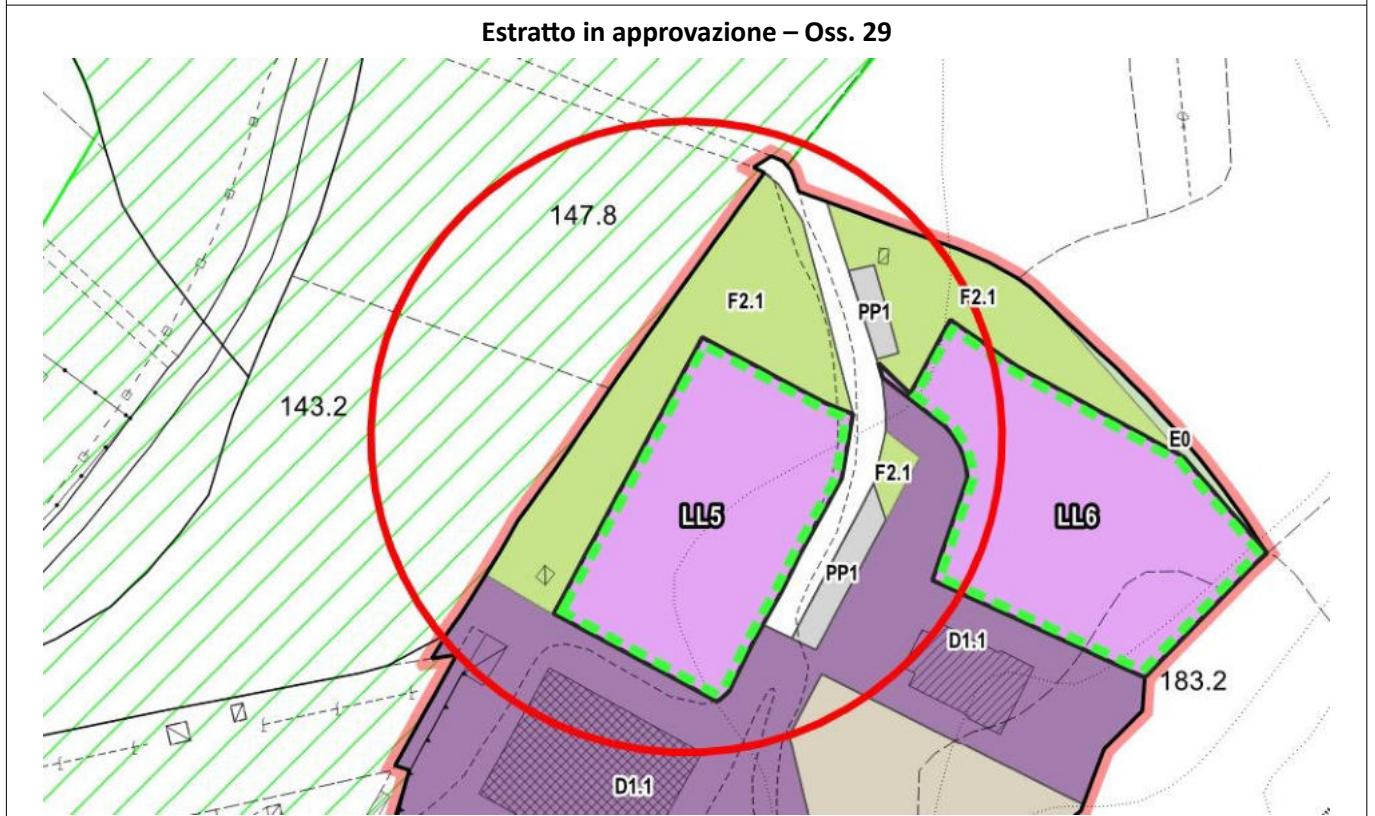 Estratto in approvazione – Oss. 29
147.8
F2.1
F2.1
PP1
143.2
E0
F2.1
LL5
LL6
PP1
D1.1
183.2
D1.1